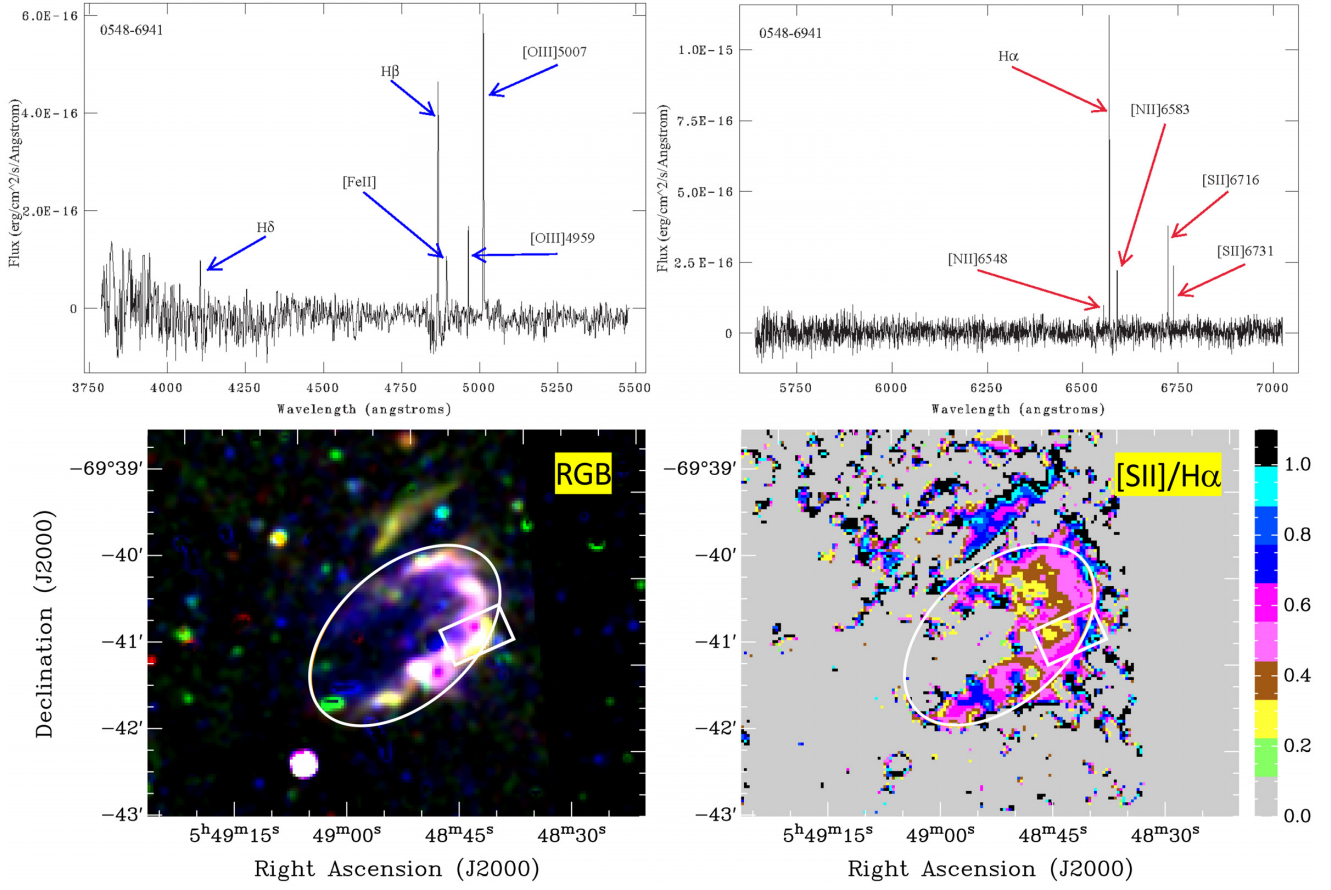 0548-6941
6.0E-16
4.0E-16
2.0E-16
0
Flux (erg/cm^2/s/Angstrom)
Hδ
[FeII]
Hβ
[OIII]5007
[OIII]4959
3750 4000 4250 4500 4750 5000 5250 5500
Wavelength (angstroms)
0548-6941
1.0E-15
7.5E-16
5.0E-16
2.5E-16
0
Flux (erg/cm^2/s/Angstrom)
Hα
[NII]6583
[SII]6716
[NII]6548
[SII]6731
5750 6000 6250 6500 6750 7000
Wavelength (angstroms)
RGB
−69°39′
−40′
−41′
−42′
−43′
Declination (J2000)
5h49m15s 49m00s 48m45s 48m30s
Right Ascension (J2000)
[SII]/Hα
−69°39′
−40′
−41′
−42′
−43′
5h49m15s 49m00s 48m45s 48m30s
Right Ascension (J2000)
1.0
0.8
0.6
0.4
0.2
0.0